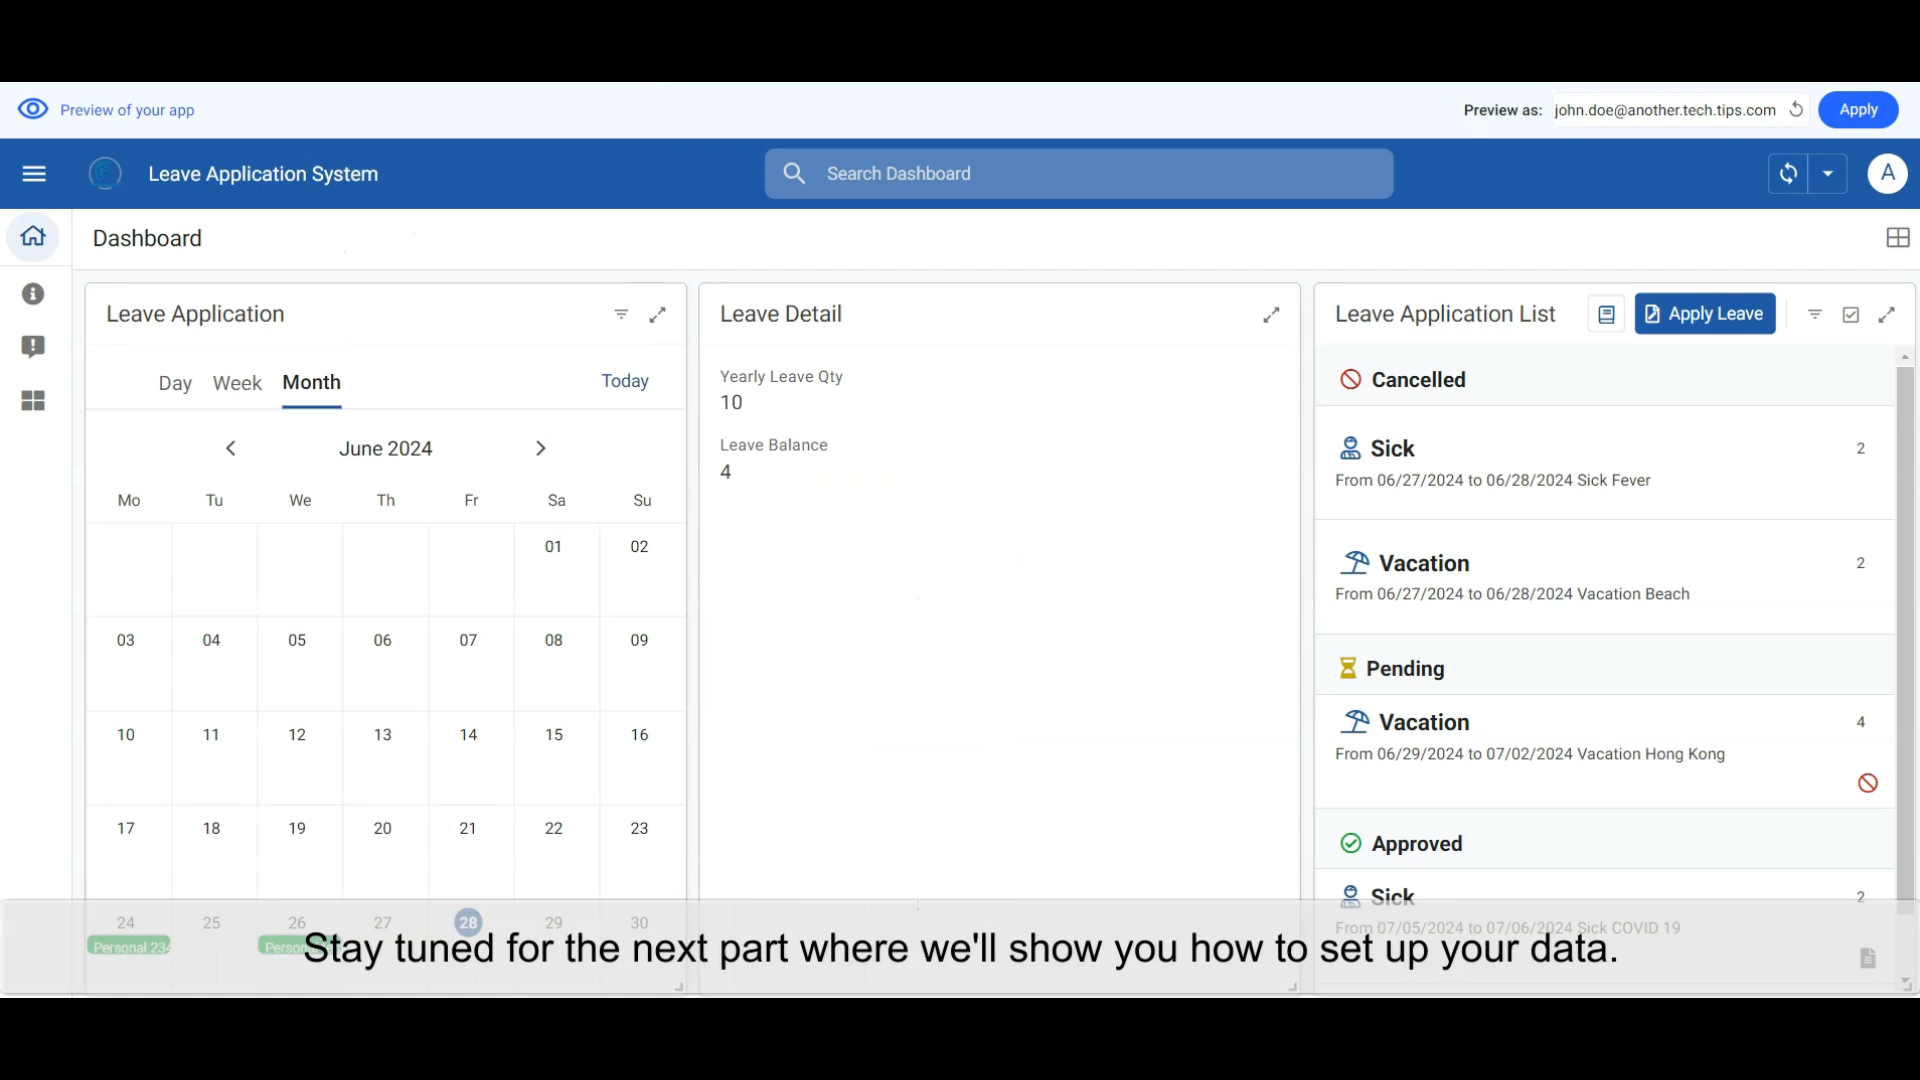 Preview of your app
Preview as: john.doe@another.tech.tips.com Apply
Leave Application System
Search Dashboard
A
Dashboard
Leave Application
Day Week Month Today
June 2024
Mo Tu We Th Fr Sa Su
01 02
03 04 05 06 07 08 09
10 11 12 13 14 15 16
17 18 19 20 21 22 23
24 25 26 27 28 29 30
Personal 234
Leave Detail
Yearly Leave Qty
10
Leave Balance
4
Leave Application List Apply Leave
Cancelled
Sick 2
From 06/27/2024 to 06/28/2024 Sick Fever
Vacation 2
From 06/27/2024 to 06/28/2024 Vacation Beach
Pending
Vacation 4
From 06/29/2024 to 07/02/2024 Vacation Hong Kong
Approved
Sick 2
From 07/05/2024 to 07/06/2024 Sick COVID 19
Stay tuned for the next part where we'll show you how to set up your data.